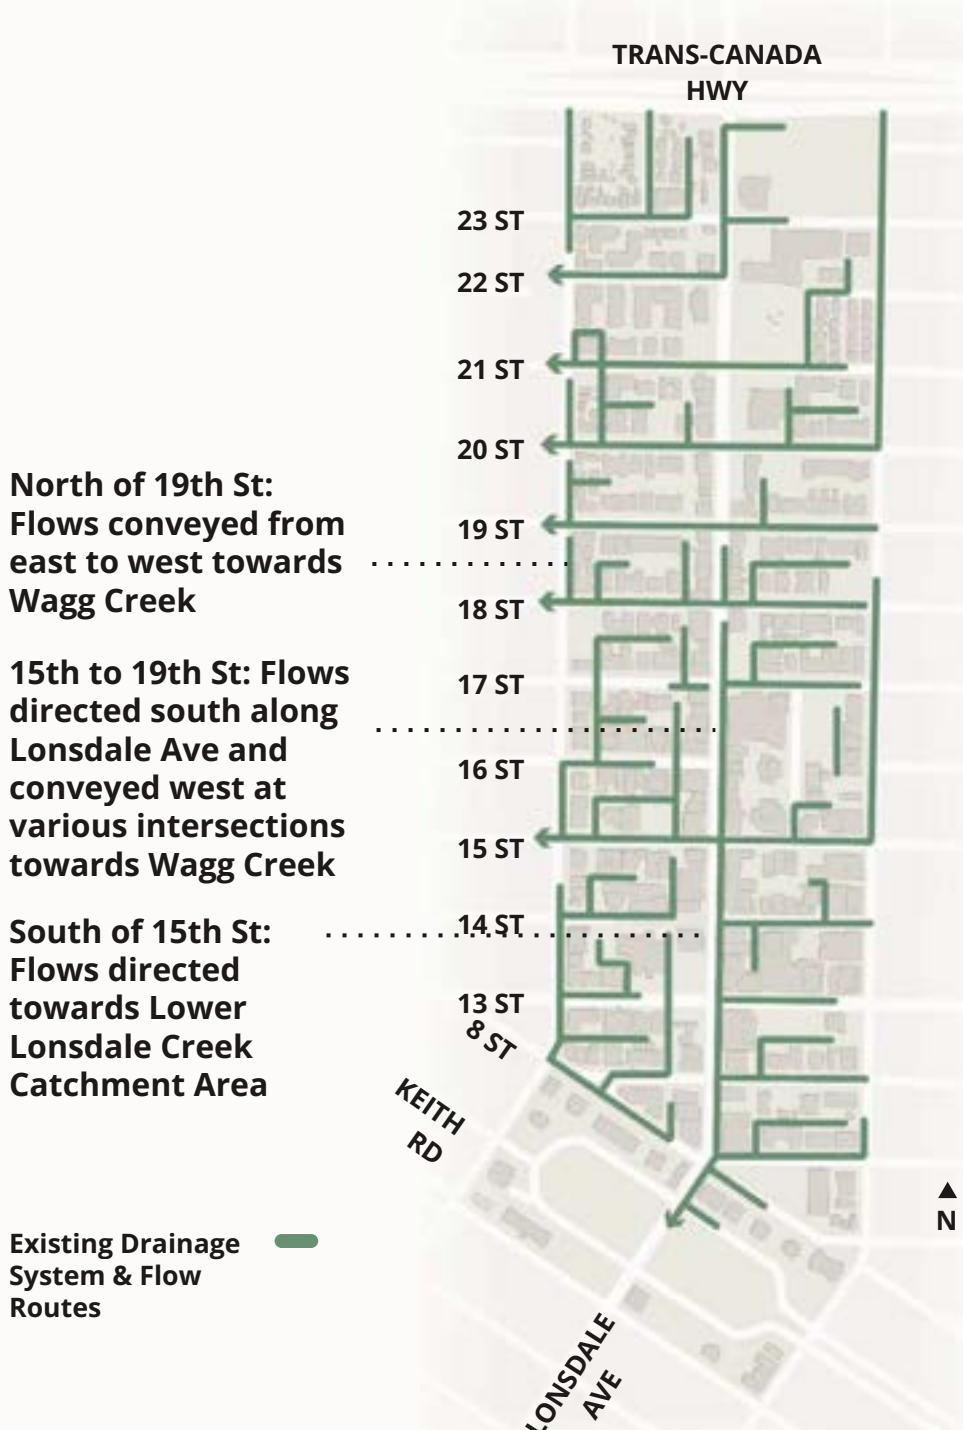 TRANS-CANADA
HWY
23 ST
22 ST
21 ST
20 ST
North of 19th St:
Flows conveyed from
east to west towards
Wagg Creek
19 ST
18 ST
15th to 19th St: Flows
directed south along
Lonsdale Ave and
conveyed west at
various intersections
towards Wagg Creek
17 ST
16 ST
15 ST
South of 15th St:
Flows directed
towards Lower
Lonsdale Creek
Catchment Area
14 ST
13 ST
8 ST
KEITH
RD
N
Existing Drainage
System & Flow
Routes
LONSDALE
AVE